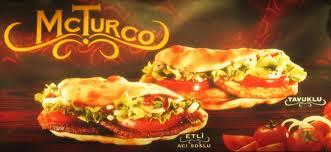 McTurco
TAVUKLU
ETLİ
ACI SOSLU